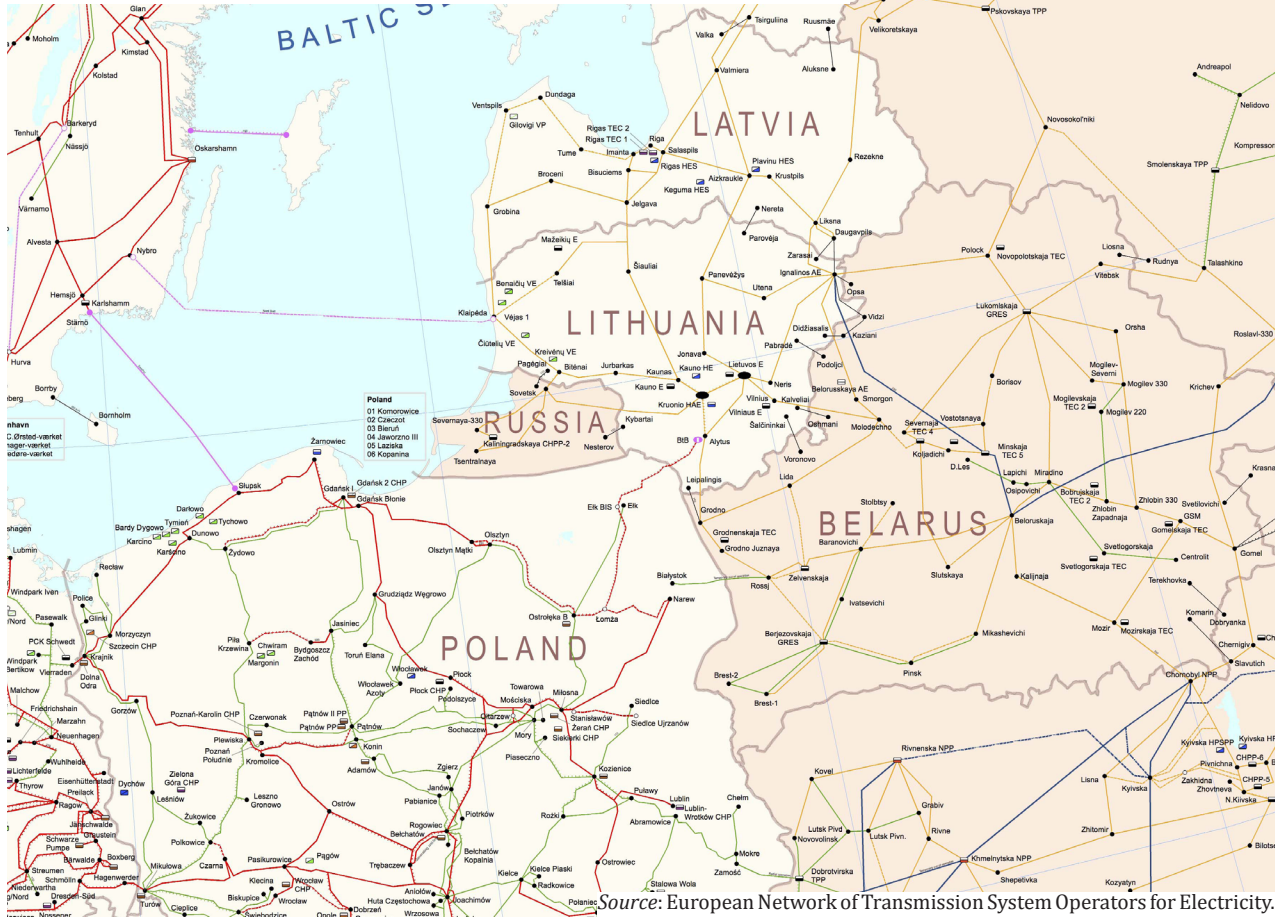 BALTIC SE
LATVIA
LITHUANIA
RUSSIA
BELARUS
POLAND
Glan
Moholm
Kimstad
Kolstad
Tenhult
Barkeryd
Nässjö
Oskarshamn
Värnamo
Alvesta
Nybro
Hemsjö
Karlshamm
Stärnö
Hurva
Borrby
Bornholm
Tsirguliina
Ruusmäe
Valka
Valmiera
Aluksne
Velikoretskaya
Pskovskaya TPP
Andreapol
Nelidovo
Novosokol'niki
Smolenskaya TPP
Kompressor
Talashkino
Roslavl-330
Ventspils
Dundaga
Gilovigi VP
Tume
Rigas TEC 2
Rigas TEC 1
Imanta
Riga
Salaspils
Rigas HES
Bisuciems
Broceni
Jelgava
Grobina
Keguma HES
Plavinu HES
Aizkraukle
Krustpils
Rezekne
Nereta
Parovėja
Liksna
Daugavpils
Zarasai
Ignalinos AE
Opsa
Mažeikių E
Telšiai
Šiauliai
Benaičių VE
Klaipėda
Vėjas 1
Čiūtelių VE
Kreivėnų VE
Pagėgiai
Bitėnai
Sovetsk
Jurbarkas
Panevėžys
Utena
Jonava
Kaunas
Kauno E
Kauno HE
Lietuvos E
Kruonio HAE
Vilnius
Vilniaus E
Neris
Kalveliai
Šalčininkai
Didžiasalis
Pabradė
Podoljci
Vidzi
Kaziani
Belorusskaya AE
Smorgon
Oshmani
Molodechno
Voronovo
Alytus
BtB
Leipalingis
Severnaya-330
Kaliningradskaya CHPP-2
Tsentralnaya
Nesterov
Kybartai
Polock
Novopolotskaja TEC
Liosna
Rudnya
Vitebsk
Lukomlskaja
GRES
Orsha
Borisov
Mogilev-
Severni
Mogilev 330
Mogilevskaja
TEC 2
Mogilev 220
Krichev
Vostotsnaya
Severnaja
TEC 4
Koljadichi
Minskaja
TEC 5
D.Les
Lapichi
Osipovichi
Miradino
Bobrujskaja
TEC 2
Zhlobin
Zapadnaja
Zhlobin 330
GSM
Gomelskaja TEC
Svetilovichi
Krasna
Gomel
Centrolit
Svetlogorskaja
Svetlogorskaja TEC
Terekhovka
Komarin
Dobryanka
Chernigiv
Slavutich
Mozir
Mozirskaja TEC
Beloruskaja
Kalijnaja
Slutskaya
Stolbtsy
Baranovichi
Lida
Grodno
Grodnenskaja TEC
Grodno Juznaya
Zelvenskaja
Rossj
Ivatsevichi
Berjezovskaja
GRES
Mikashevichi
Pinsk
Brest-2
Brest-1
Poland
01 Komorowice
02 Czeczot
03 Bieruń
04 Jaworzno III
05 Laziska
06 Kopanina
Żarnowiec
Słupsk
Gdańsk I
Gdańsk 2 CHP
Gdańsk Błonie
Darłowo
Tymień
Bardy Dygowo
Tychowo
Karcino
Karścino
Dunowo
Żydowo
Olsztyn
Olsztyn Mątki
Ełk BIS
Ełk
Białystok
Narew
Łomża
Ostrołęka B
Grudziądz Węgrowo
Jasiniec
Piła
Krzewina
Chwiram
Margonin
Bydgoszcz
Zachód
Toruń Elana
Włocławek
Włocławek
Azoty
Płock
Płock CHP
Podolszyce
Recław
Police
Glinki
Morzyczyn
Szczecin CHP
Krajnik
Dolna
Odra
Vierraden
PCK Schwedt
Pasewalk
Lubmin
Windpark Iven
Windpark
Bertikow
Malchow
Friedrichshain
Marzahn
Neuenhagen
Wuhlheide
Lichterfelde
Thyrow
Eisenhüttenstadt
Preilack
Ragow
Jänschwalde
Graustein
Schwarze
Pumpe
Boxberg
Bärwalde
Streumen
Schmölln
Niederwartha
Dresden-Süd
Hagenwerder
Gorzów
Dychów
Zielona
Góra CHP
Leśniów
Żukowice
Polkowice
Mikułowa
Turów
Czarna
Cieplice
Świebodzice
Biskupice
Klecina
Wrocław
CHP
Wrocław
Pasikurowice
Pągów
Dobrzeń
Poznań-Karolin CHP
Czerwonak
Plewiska
Poznań
Południe
Kromolice
Leszno
Gronowo
Ostrów
Pątnów II PP
Pątnów PP
Pątnów
Konin
Adamów
Zgierz
Janów
Pabianice
Piotrków
Rogowiec
Bełchatów
Bełchatów
Kopalnia
Trębaczew
Aniołów
Huta Częstochowa
Joachimów
Wrzosowa
Towarowa
Mościska
Miłosna
Ołtarzew
Sochaczew
Mory
Stanisławów
Żerań CHP
Siekierki CHP
Piaseczno
Siedlce
Siedlce Ujrzanów
Kozienice
Puławy
Lublin
Lublin-
Wrotków CHP
Abramowice
Chełm
Rożki
Ostrowiec
Mokre
Zamość
Kielce Piaski
Kielce
Radkowice
Połaniec
Stalowa Wola
Dobrotvirska
TPP
Kovel
Lutsk Pivd
Novovolinsk
Lutsk Pivn.
Rivnenska NPP
Grabiv
Rivne
Khmelnytska NPP
Shepetivka
Kozyatyn
Zhitomir
Lisna
Kyivska
Zakhidna
Chornobyl NPP
Kyivska HPSPP
Pivnichna
CHPP-6
CHPP-5
Zhovtneva
N.Kiivska
Source: European Network of Transmission System Operators for Electricity.